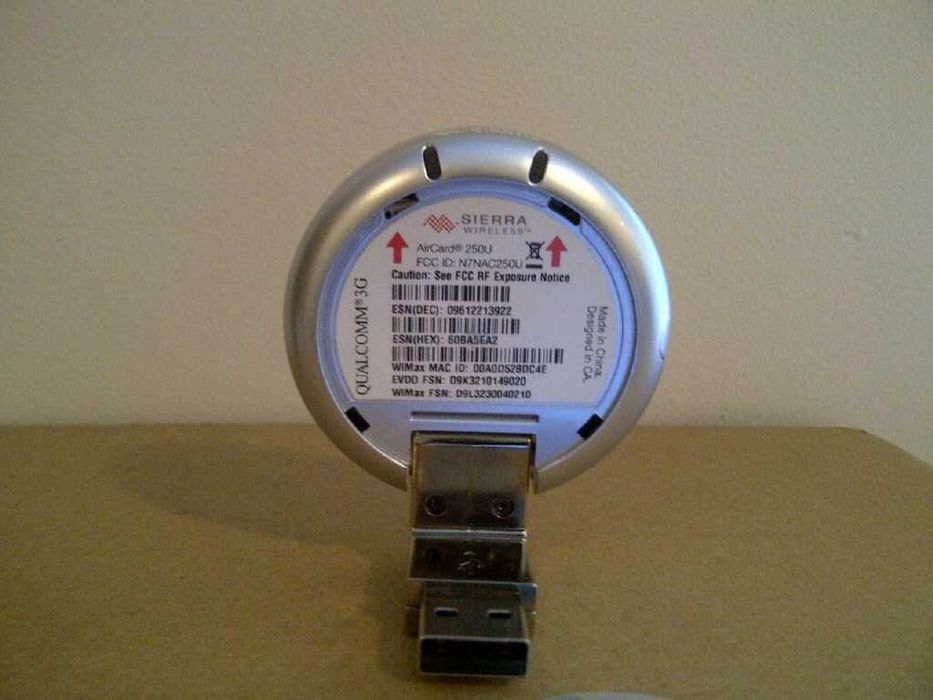 SIERRA
WIRELESS™
AirCard® 250U
FCC ID: N7NAC250U
Caution: See FCC RF Exposure Notice
ESN(DEC): 09612213922
ESN(HEX): 60BA5EA2
WiMax MAC ID: 00A0D528DC4E
EVDO FSN: D9K3210149020
WiMax FSN: D9L3230040210
QUALCOMM® 3G
Made in China.
Designed in CA.